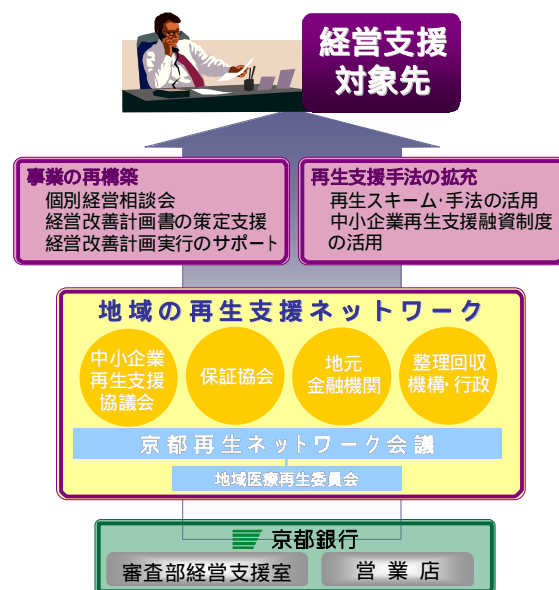 経営支援
対象先
事業の再構築
個別経営相談会
経営改善計画書の策定支援
経営改善計画実行のサポート
再生支援手法の拡充
再生スキーム・手法の活用
中小企業再生支援融資制度
の活用
地域の再生支援ネットワーク
中小企業
再生支援
協議会
保証協会
地元
金融機関
整理回収
機構・行政
京都再生ネットワーク会議
地域医療再生委員会
京都銀行
審査部経営支援室
営業店